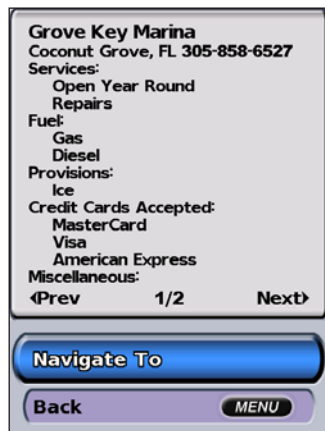 Grove Key Marina
Coconut Grove, FL 305-858-6527
Services:
Open Year Round
Repairs
Fuel:
Gas
Diesel
Provisions:
Ice
Credit Cards Accepted:
MasterCard
Visa
American Express
Miscellaneous:
Prev 1/2 Next
Navigate To
Back MENU